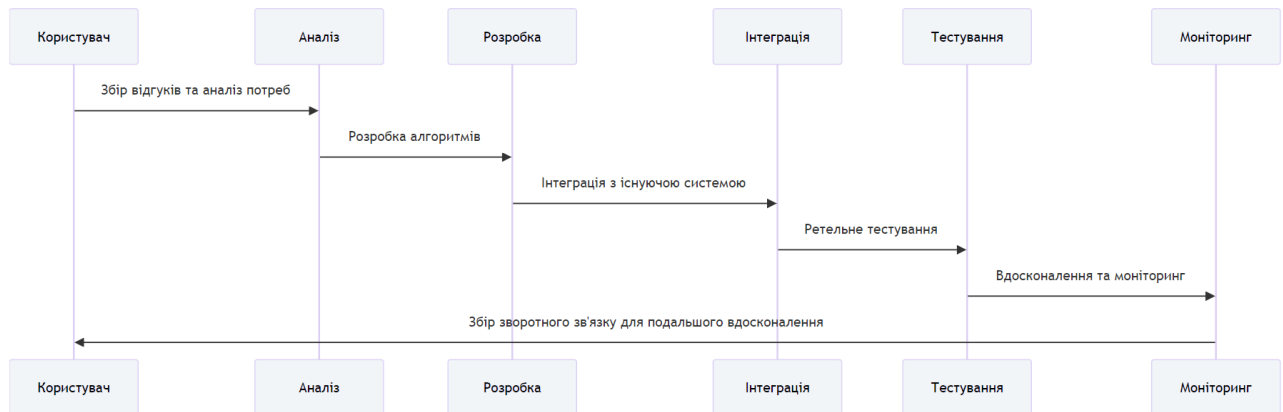 Користувач
Аналіз
Розробка
Інтеграція
Тестування
Моніторинг
Збір відгуків та аналіз потреб
Розробка алгоритмів
Інтеграція з існуючою системою
Ретельне тестування
Вдосконалення та моніторинг
Збір зворотного зв'язку для подальшого вдосконалення
Користувач
Аналіз
Розробка
Інтеграція
Тестування
Моніторинг